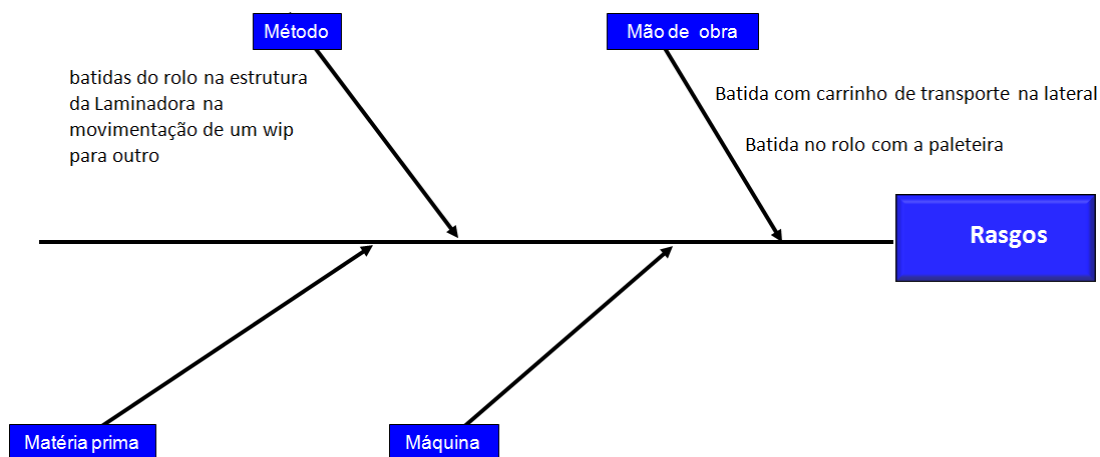 Método
Mão de obra
batidas do rolo na estrutura
da Laminadora na
movimentação de um wip
para outro
Batida com carrinho de transporte na lateral
Batida no rolo com a paleteira
Rasgos
Matéria prima
Máquina